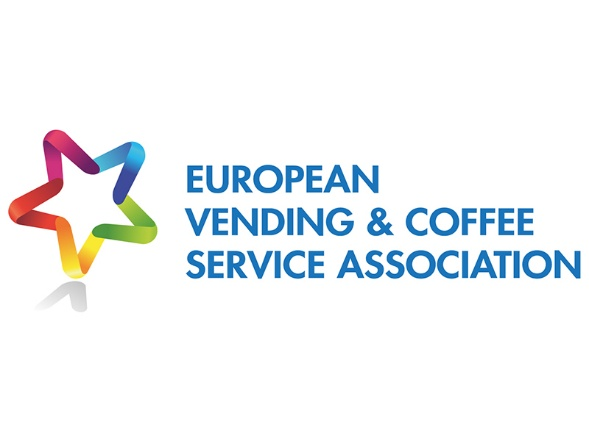 EUROPEAN
VENDING & COFFEE
SERVICE ASSOCIATION